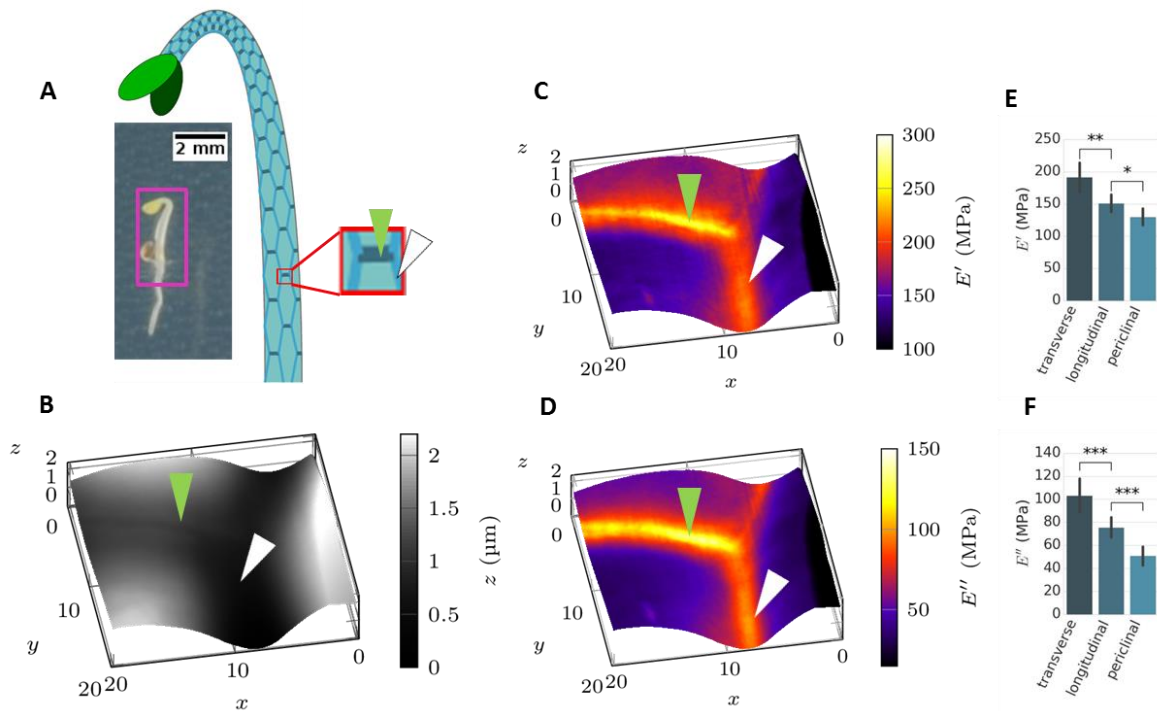 A
2 mm
B
z
2
1
0
0
10
y
20
20
10
x
0
2
1.5
1
0.5
0
z (µm)
C
z
2
1
0
0
10
y
20
20
10
x
0
300
250
200
150
100
E′ (MPa)
D
z
2
1
0
0
10
y
20
20
10
x
0
150
100
50
E″ (MPa)
E
250
200
150
100
50
0
E′ (MPa)
**
*
transverse
longitudinal
periclinal
F
140
120
100
80
60
40
20
0
E″ (MPa)
***
***
transverse
longitudinal
periclinal